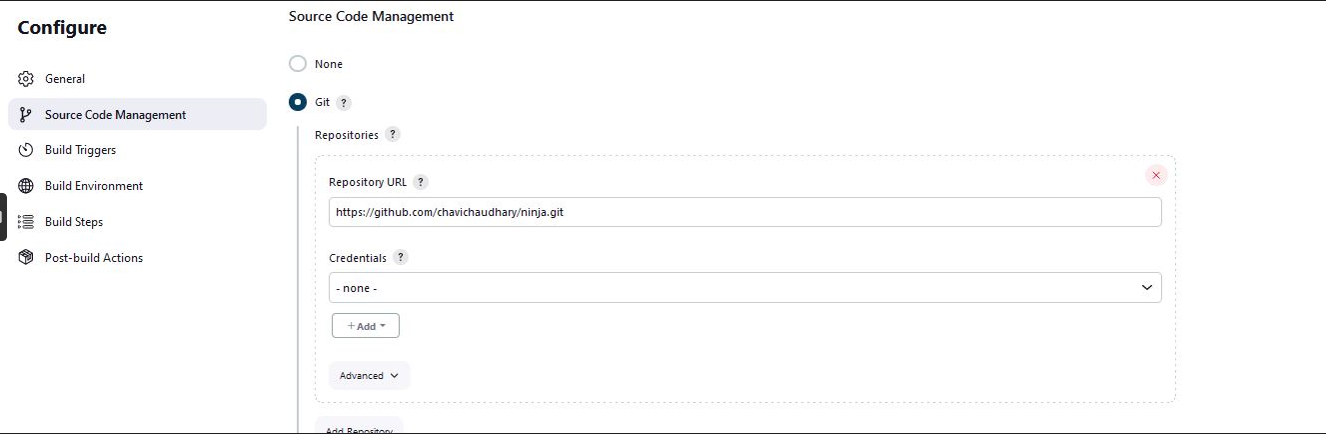 Configure
General
Source Code Management
Build Triggers
Build Environment
Build Steps
Post-build Actions
Source Code Management
None
Git ?
Repositories ?
Repository URL ?
https://github.com/chavichaudhary/ninja.git
Credentials ?
- none -
+ Add
Advanced
Add Repository